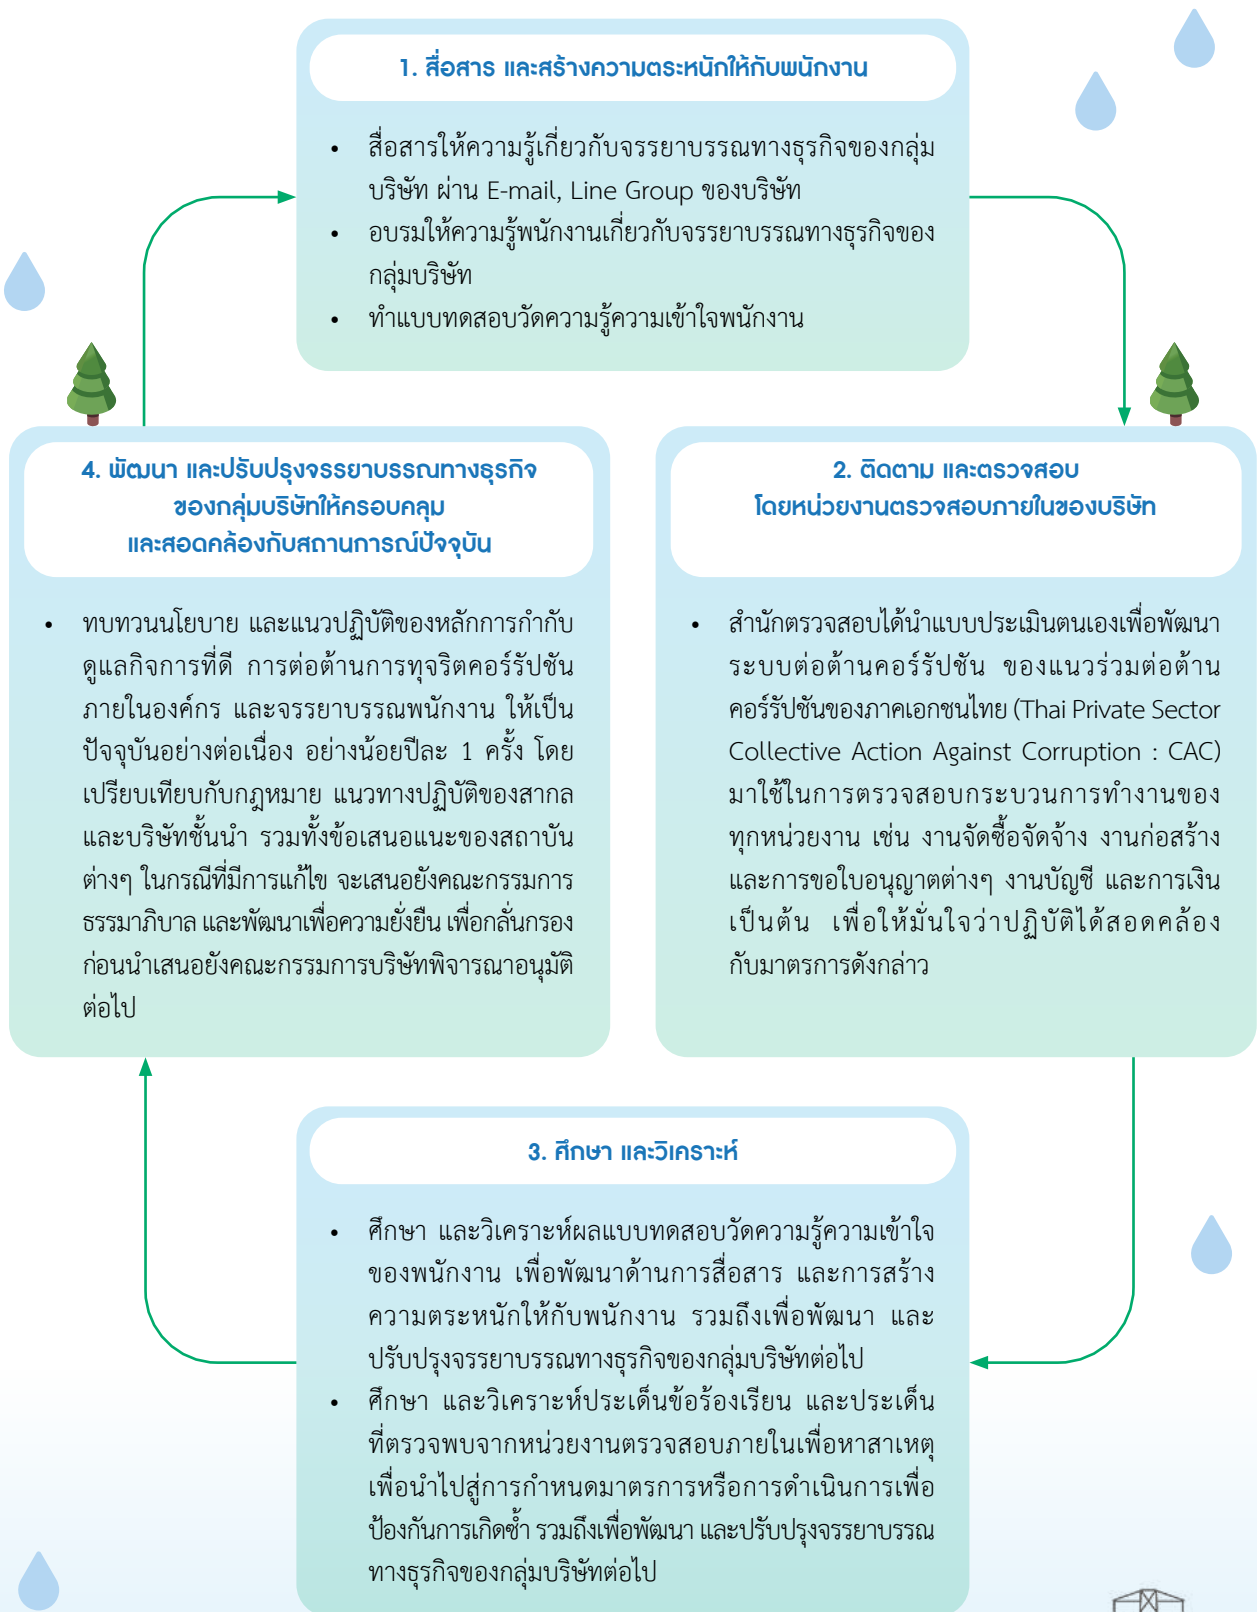 1. สื่อสาร และสร้างความตระหนักให้กับพนักงาน
• สื่อสารให้ความรู้เกี่ยวกับจรรยาบรรณทางธุรกิจของกลุ่ม
บริษัท ผ่าน E-mail, Line Group ของบริษัท
• อบรมให้ความรู้พนักงานเกี่ยวกับจรรยาบรรณทางธุรกิจของ
กลุ่มบริษัท
• ทำแบบทดสอบวัดความรู้ความเข้าใจพนักงาน
2. ติดตาม และตรวจสอบ
โดยหน่วยงานตรวจสอบภายในของบริษัท
• สำนักตรวจสอบได้นำแบบประเมินตนเองเพื่อพัฒนา
ระบบต่อต้านคอร์รัปชัน ของแนวร่วมต่อต้าน
คอร์รัปชันของภาคเอกชนไทย (Thai Private Sector
Collective Action Against Corruption : CAC)
มาใช้ในการตรวจสอบกระบวนการทำงานของ
ทุกหน่วยงาน เช่น งานจัดซื้อจัดจ้าง งานก่อสร้าง
และการขอใบอนุญาตต่างๆ งานบัญชี และการเงิน
เป็นต้น เพื่อให้มั่นใจว่าปฏิบัติได้สอดคล้อง
กับมาตรการดังกล่าว
3. ศึกษา และวิเคราะห์
• ศึกษา และวิเคราะห์ผลแบบทดสอบวัดความรู้ความเข้าใจ
ของพนักงาน เพื่อพัฒนาด้านการสื่อสาร และการสร้าง
ความตระหนักให้กับพนักงาน รวมถึงเพื่อพัฒนา และ
ปรับปรุงจรรยาบรรณทางธุรกิจของกลุ่มบริษัทต่อไป
• ศึกษา และวิเคราะห์ประเด็นข้อร้องเรียน และประเด็น
ที่ตรวจพบจากหน่วยงานตรวจสอบภายในเพื่อหาสาเหตุ
เพื่อนำไปสู่การกำหนดมาตรการหรือการดำเนินการเพื่อ
ป้องกันการเกิดซ้ำ รวมถึงเพื่อพัฒนา และปรับปรุงจรรยาบรรณ
ทางธุรกิจของกลุ่มบริษัทต่อไป
4. พัฒนา และปรับปรุงจรรยาบรรณทางธุรกิจ
ของกลุ่มบริษัทให้ครอบคลุม
และสอดคล้องกับสถานการณ์ปัจจุบัน
• ทบทวนนโยบาย และแนวปฏิบัติของหลักการกำกับ
ดูแลกิจการที่ดี การต่อต้านการทุจริตคอร์รัปชัน
ภายในองค์กร และจรรยาบรรณพนักงาน ให้เป็น
ปัจจุบันอย่างต่อเนื่อง อย่างน้อยปีละ 1 ครั้ง โดย
เปรียบเทียบกับกฎหมาย แนวทางปฏิบัติของสากล
และบริษัทชั้นนำ รวมทั้งข้อเสนอแนะของสถาบัน
ต่างๆ ในกรณีที่มีการแก้ไข จะเสนอยังคณะกรรมการ
ธรรมาภิบาล และพัฒนาเพื่อความยั่งยืน เพื่อกลั่นกรอง
ก่อนนำเสนอยังคณะกรรมการบริษัทพิจารณาอนุมัติ
ต่อไป